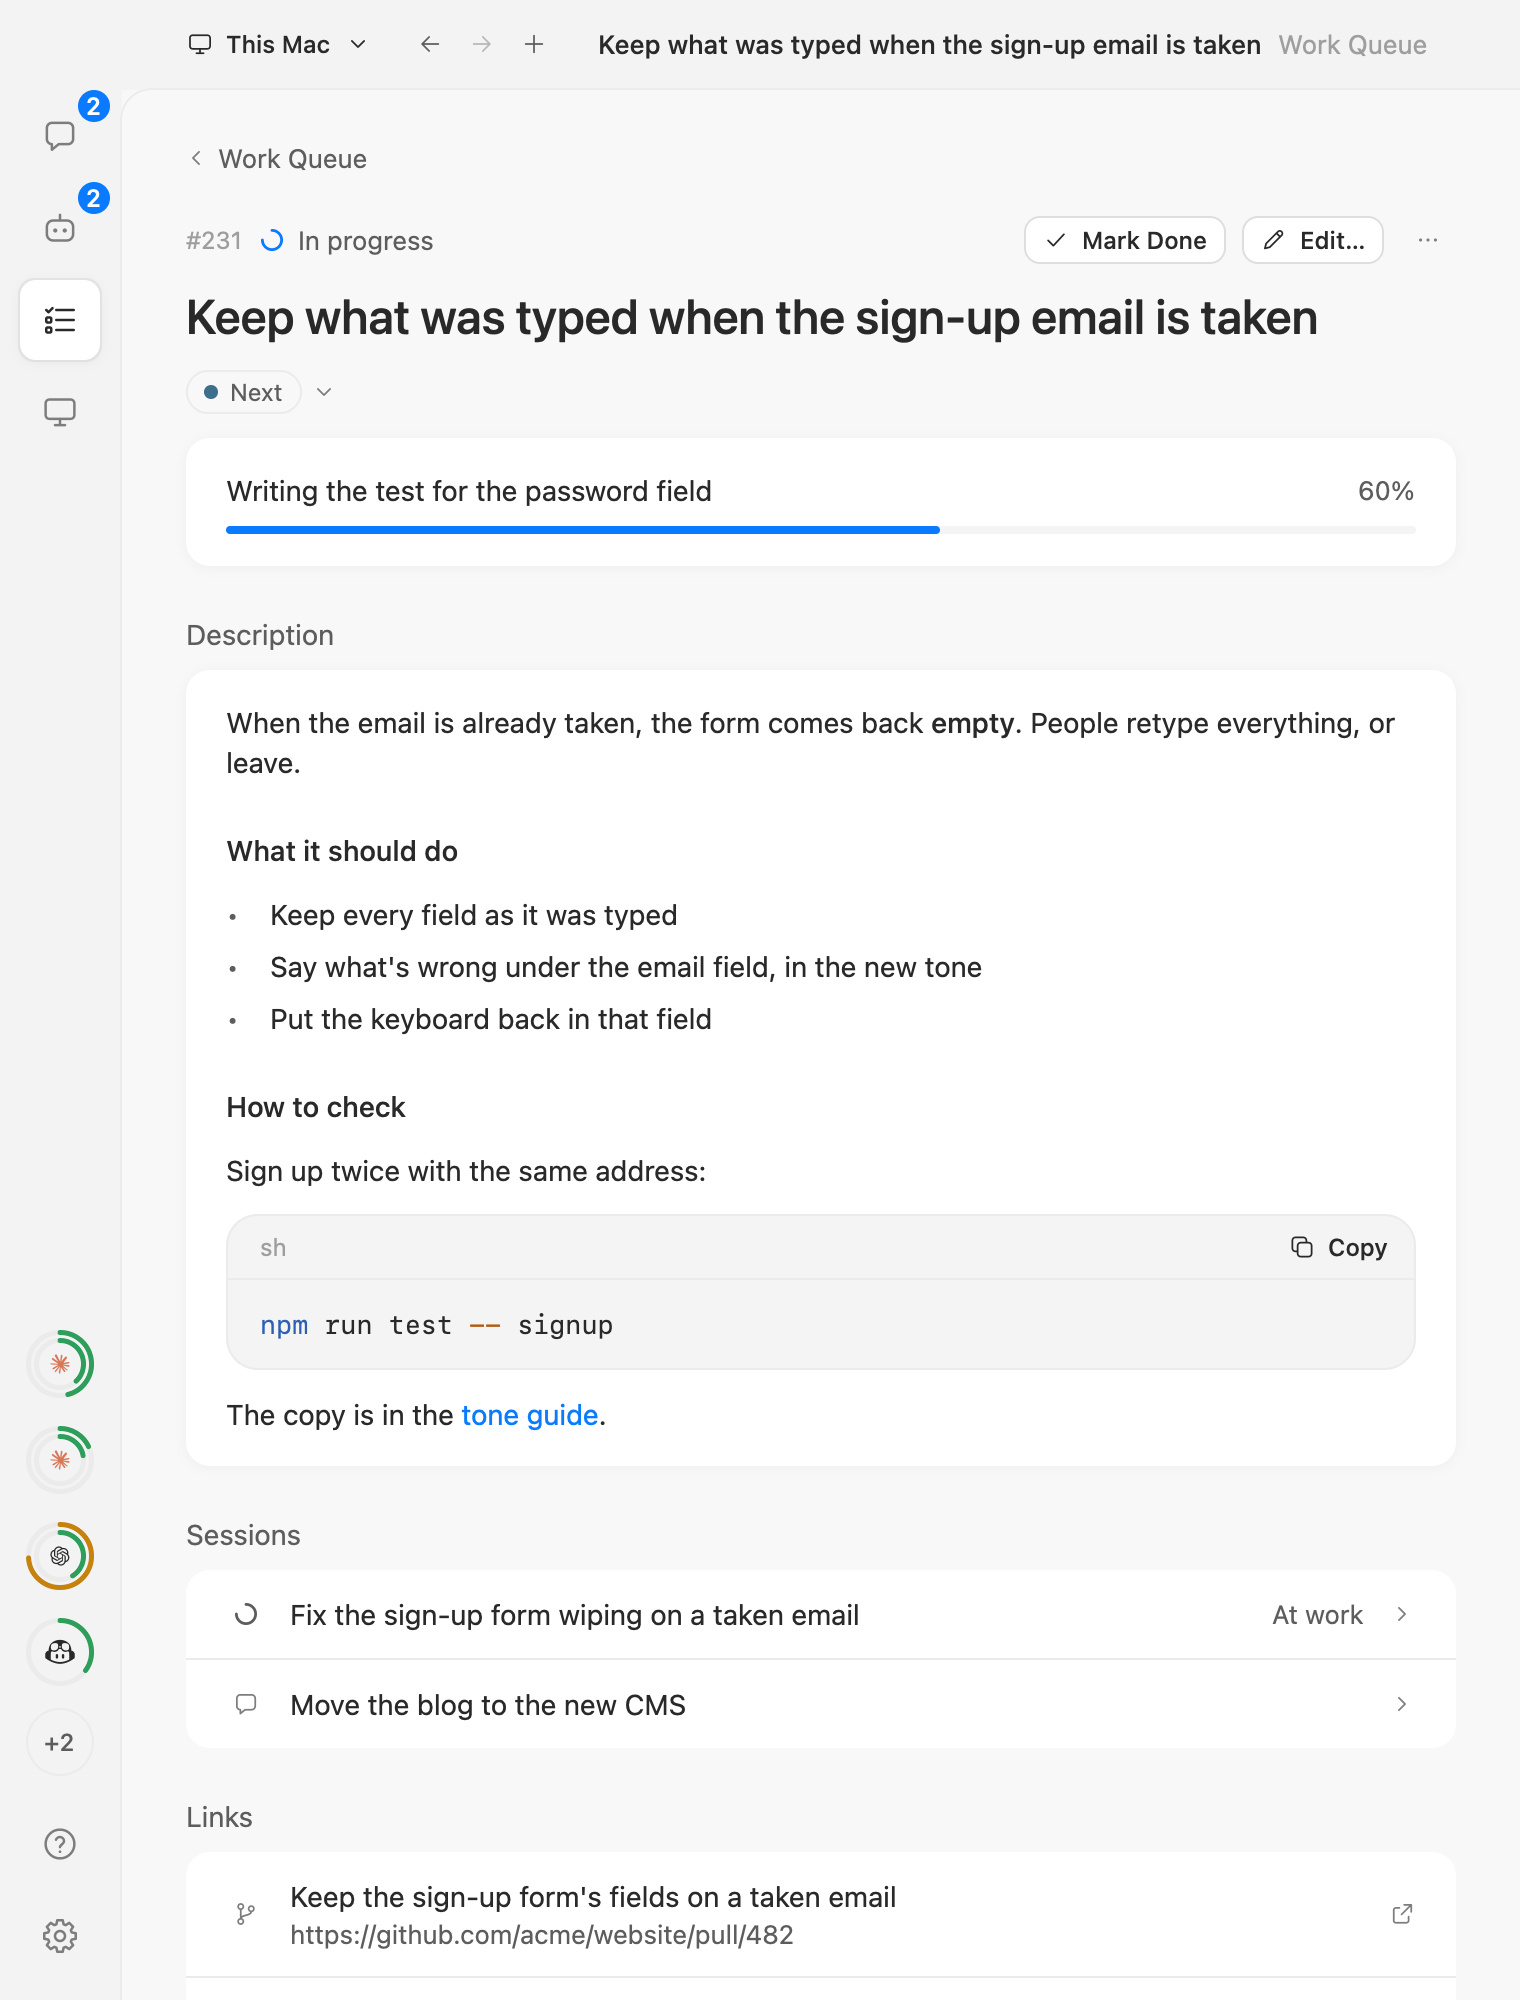 This Mac
Keep what was typed when the sign-up email is taken Work Queue
2
2
Work Queue
#231 In progress
Mark Done
Edit...
Keep what was typed when the sign-up email is taken
Next
Writing the test for the password field 60%
Description
When the email is already taken, the form comes back empty. People retype everything, or
leave.
What it should do
• Keep every field as it was typed
• Say what's wrong under the email field, in the new tone
• Put the keyboard back in that field
How to check
Sign up twice with the same address:
sh Copy
npm run test -- signup
The copy is in the tone guide.
Sessions
Fix the sign-up form wiping on a taken email At work
Move the blog to the new CMS
+2
Links
Keep the sign-up form's fields on a taken email
https://github.com/acme/website/pull/482